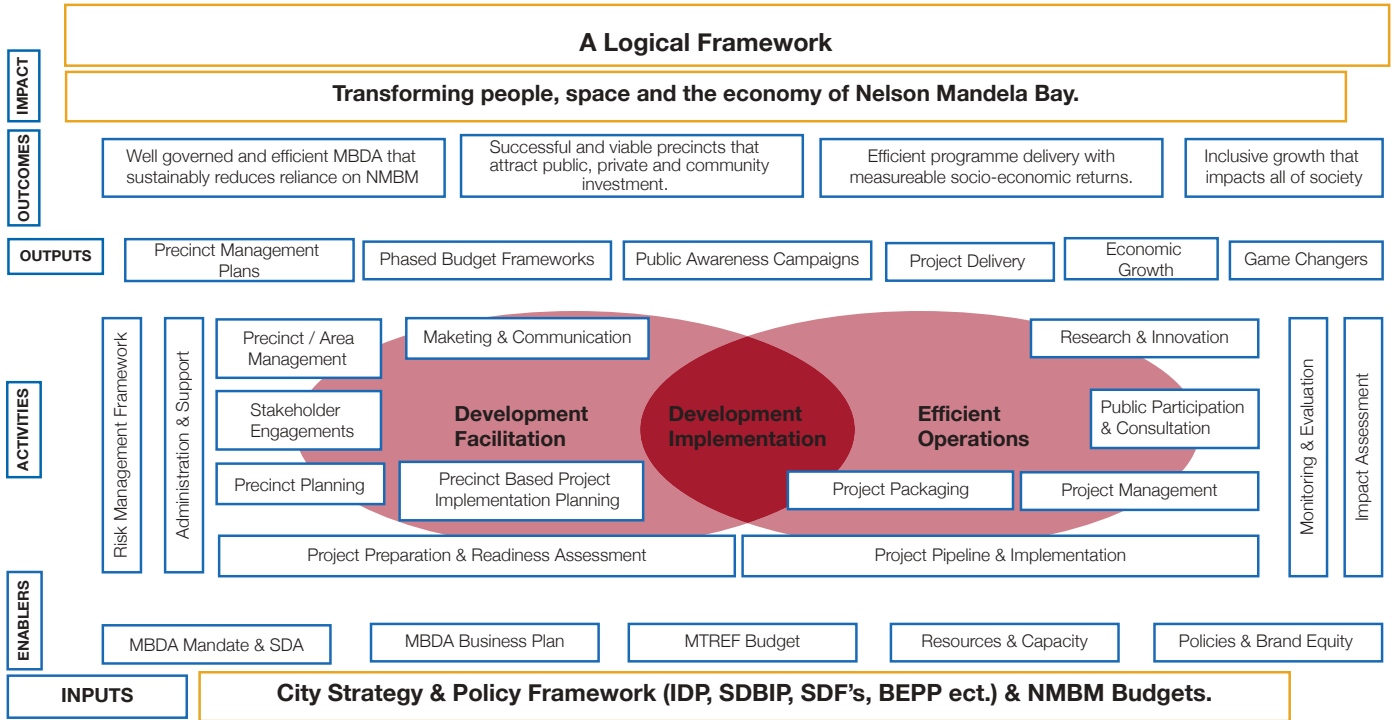 A Logical Framework
IMPACT
Transforming people, space and the economy of Nelson Mandela Bay.
OUTCOMES
Well governed and efficient MBDA that
sustainably reduces reliance on NMBM
Successful and viable precincts that
attract public, private and community
investment.
Efficient programme delivery with
measureable socio-economic returns.
Inclusive growth that
impacts all of society
OUTPUTS
Precinct Management
Plans
Phased Budget Frameworks
Public Awareness Campaigns
Project Delivery
Economic
Growth
Game Changers
ACTIVITIES
Risk Management Framework
Administration & Support
Precinct / Area
Management
Maketing & Communication
Research & Innovation
Stakeholder
Engagements
Development
Facilitation
Development
Implementation
Efficient
Operations
Public Participation
& Consultation
Precinct Planning
Precinct Based Project
Implementation Planning
Project Packaging
Project Management
Project Preparation & Readiness Assessment
Project Pipeline & Implementation
Monitoring & Evaluation
Impact Assessment
ENABLERS
MBDA Mandate & SDA
MBDA Business Plan
MTREF Budget
Resources & Capacity
Policies & Brand Equity
INPUTS
City Strategy & Policy Framework (IDP, SDBIP, SDF's, BEPP ect.) & NMBM Budgets.